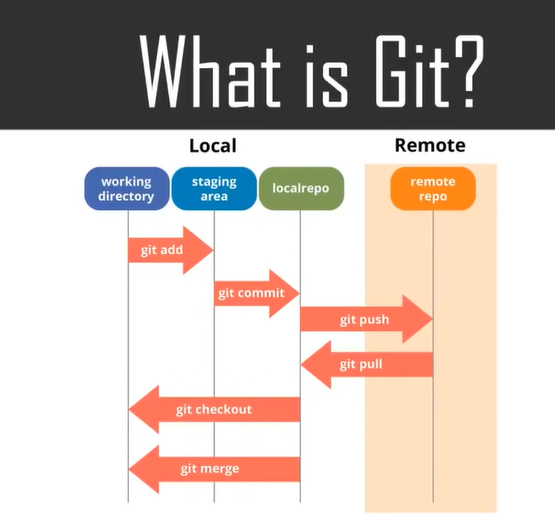 What is Git?
Local
Remote
working
directory
staging
area
localrepo
remote
repo
git add
git commit
git push
git pull
git checkout
git merge